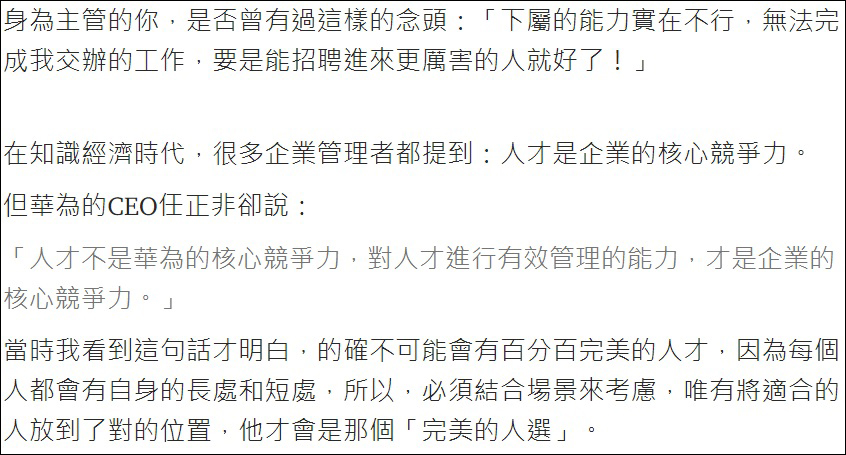 身為主管的你，是否曾有過這樣的念頭：「下屬的能力實在不行，無法完
成我交辦的工作，要是能招聘進來更厲害的人就好了！」
在知識經濟時代，很多企業管理者都提到：人才是企業的核心競爭力。
但華為的CEO任正非卻說：
「人才不是華為的核心競爭力，對人才進行有效管理的能力，才是企業的
核心競爭力。」
當時我看到這句話才明白，的確不可能會有百分百完美的人才，因為每個
人都會有自身的長處和短處，所以，必須結合場景來考慮，唯有將適合的
人放到了對的位置，他才會是那個「完美的人選」。